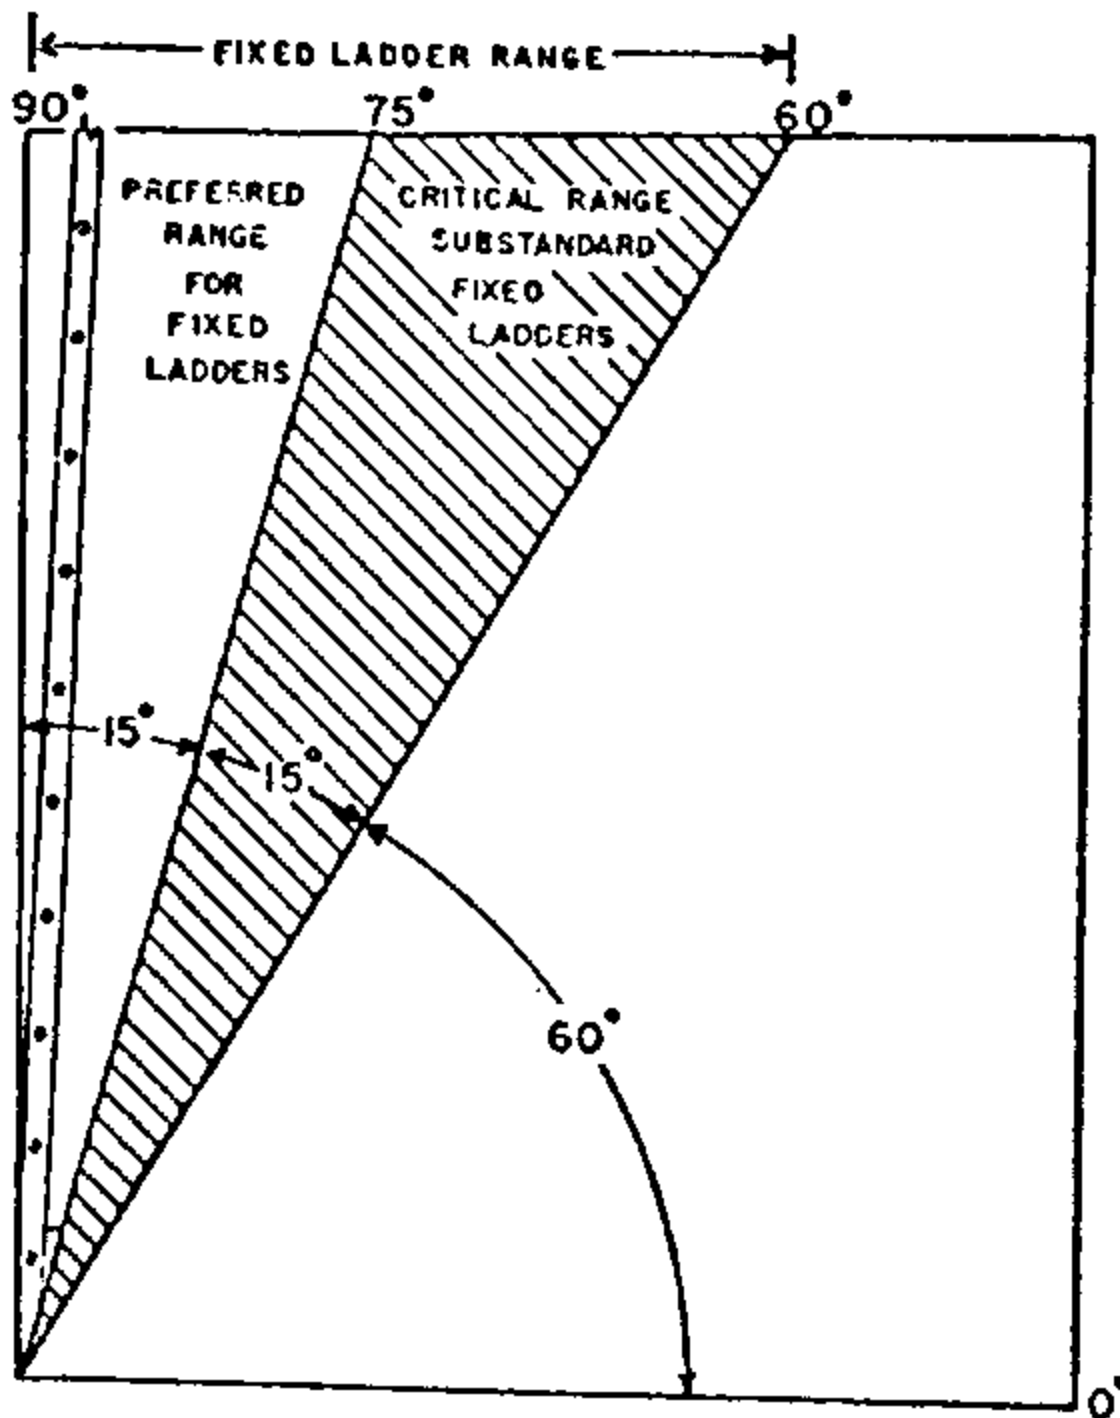 FIXED LADDER RANGE
90°
75°
60°
PREFERRED
RANGE
FOR
FIXED
LADDERS
CRITICAL RANGE
SUBSTANDARD
FIXED
LADDERS
15°
15°
60°
0°